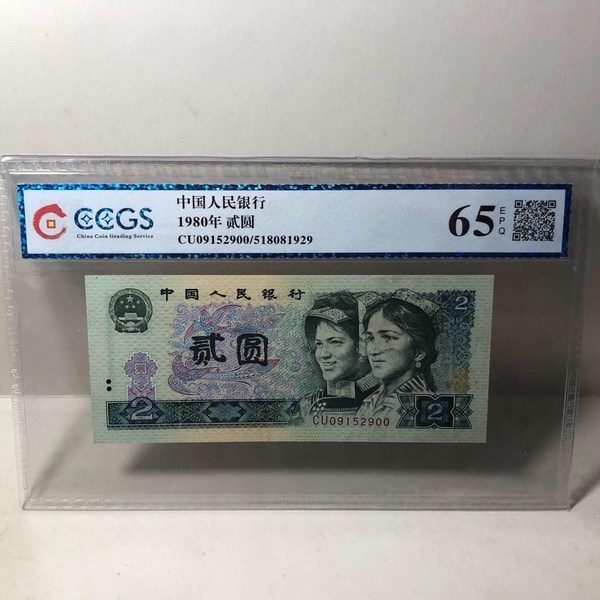 CCGS
China Coin Grading Service
中国人民银行
1980年 贰圆
CU09152900/518081929
65 EPQ
中国人民银行
2
贰圆
2
CU09152900
2